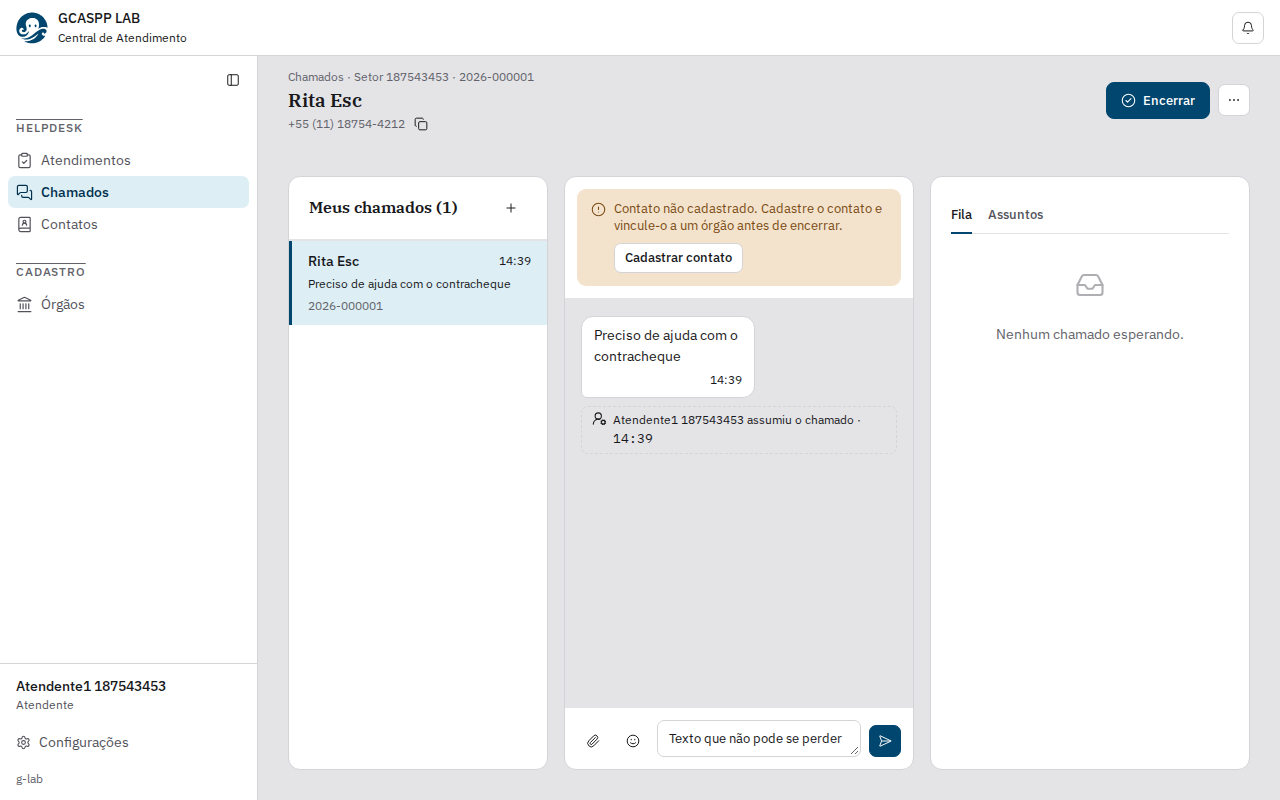 GCASPP LAB
Central de Atendimento
HELPDESK
Atendimentos
Chamados
Contatos
CADASTRO
Órgãos
Atendente1 187543453
Atendente
Configurações
g-lab
Chamados · Setor 187543453 · 2026-000001
Rita Esc
+55 (11) 18754-4212
Encerrar
Meus chamados (1)
Rita Esc 14:39
Preciso de ajuda com o contracheque
2026-000001
Contato não cadastrado. Cadastre o contato e
vincule-o a um órgão antes de encerrar.
Cadastrar contato
Preciso de ajuda com o
contracheque
14:39
Atendente1 187543453 assumiu o chamado ·
14:39
Texto que não pode se perder
Fila Assuntos
Nenhum chamado esperando.